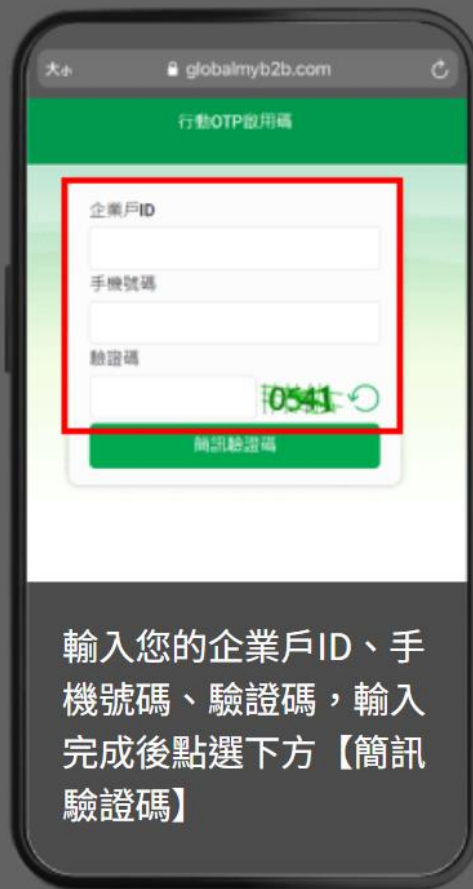 大小 globalmyb2b.com
行動OTP啟用碼
企業戶ID
手機號碼
驗證碼
0541
簡訊驗證碼
輸入您的企業戶ID、手
機號碼、驗證碼，輸入
完成後點選下方【簡訊
驗證碼】